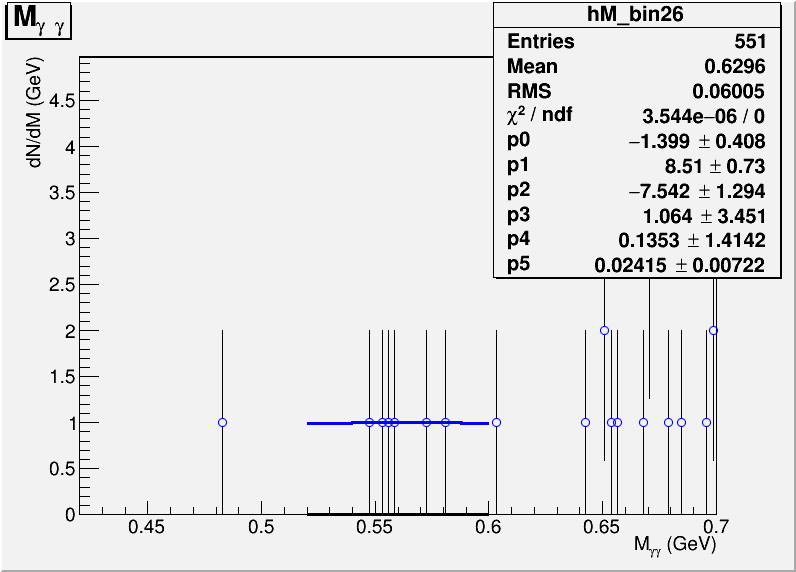 M γ γ
hM_bin26
Entries 551
Mean 0.6296
RMS 0.06005
χ² / ndf 3.544e−06 / 0
p0 −1.399 ± 0.408
p1 8.51 ± 0.73
p2 −7.542 ± 1.294
p3 1.064 ± 3.451
p4 0.1353 ± 1.4142
p5 0.02415 ± 0.00722
dN/dM (GeV)
4.5
4
3.5
3
2.5
2
1.5
1
0.5
0
0.45 0.5 0.55 0.6 0.65 0.7
Mγγ (GeV)